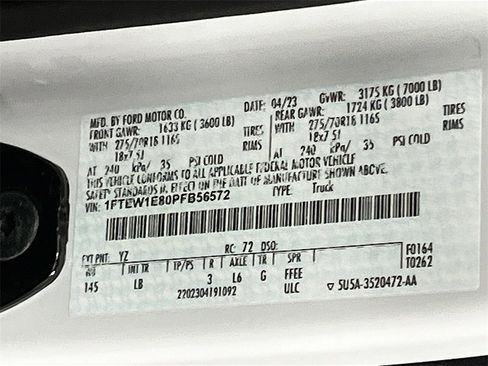 MFD. BY FORD MOTOR CO.
DATE: 04/23 GVWR: 3175 KG ( 7000 LB)
FRONT GAWR: 1633 KG ( 3600 LB) REAR GAWR: 1724 KG ( 3800 LB)
275/70R18 116S TIRES WITH 275/70R18 116S TIRES
18x7.5J RIMS 18x7.5J RIMS
AT 240 kPa/ 35 PSI COLD AT 240 kPa/ 35 PSI COLD
THIS VEHICLE CONFORMS TO ALL APPLICABLE FEDERAL MOTOR VEHICLE
SAFETY STANDARDS IN EFFECT ON THE DATE OF MANUFACTURE SHOWN ABOVE.
VIN: 1FTEW1E80PFB56572 TYPE Truck
EXT PNT: YZ RC: 72 DSO: F0164
WB INT TR TP/PS R AXLE TR SPR T0262
145 LB 3 L6 G FFEE
2202304191092 ULC ▽ 5U5A-3520472-AA